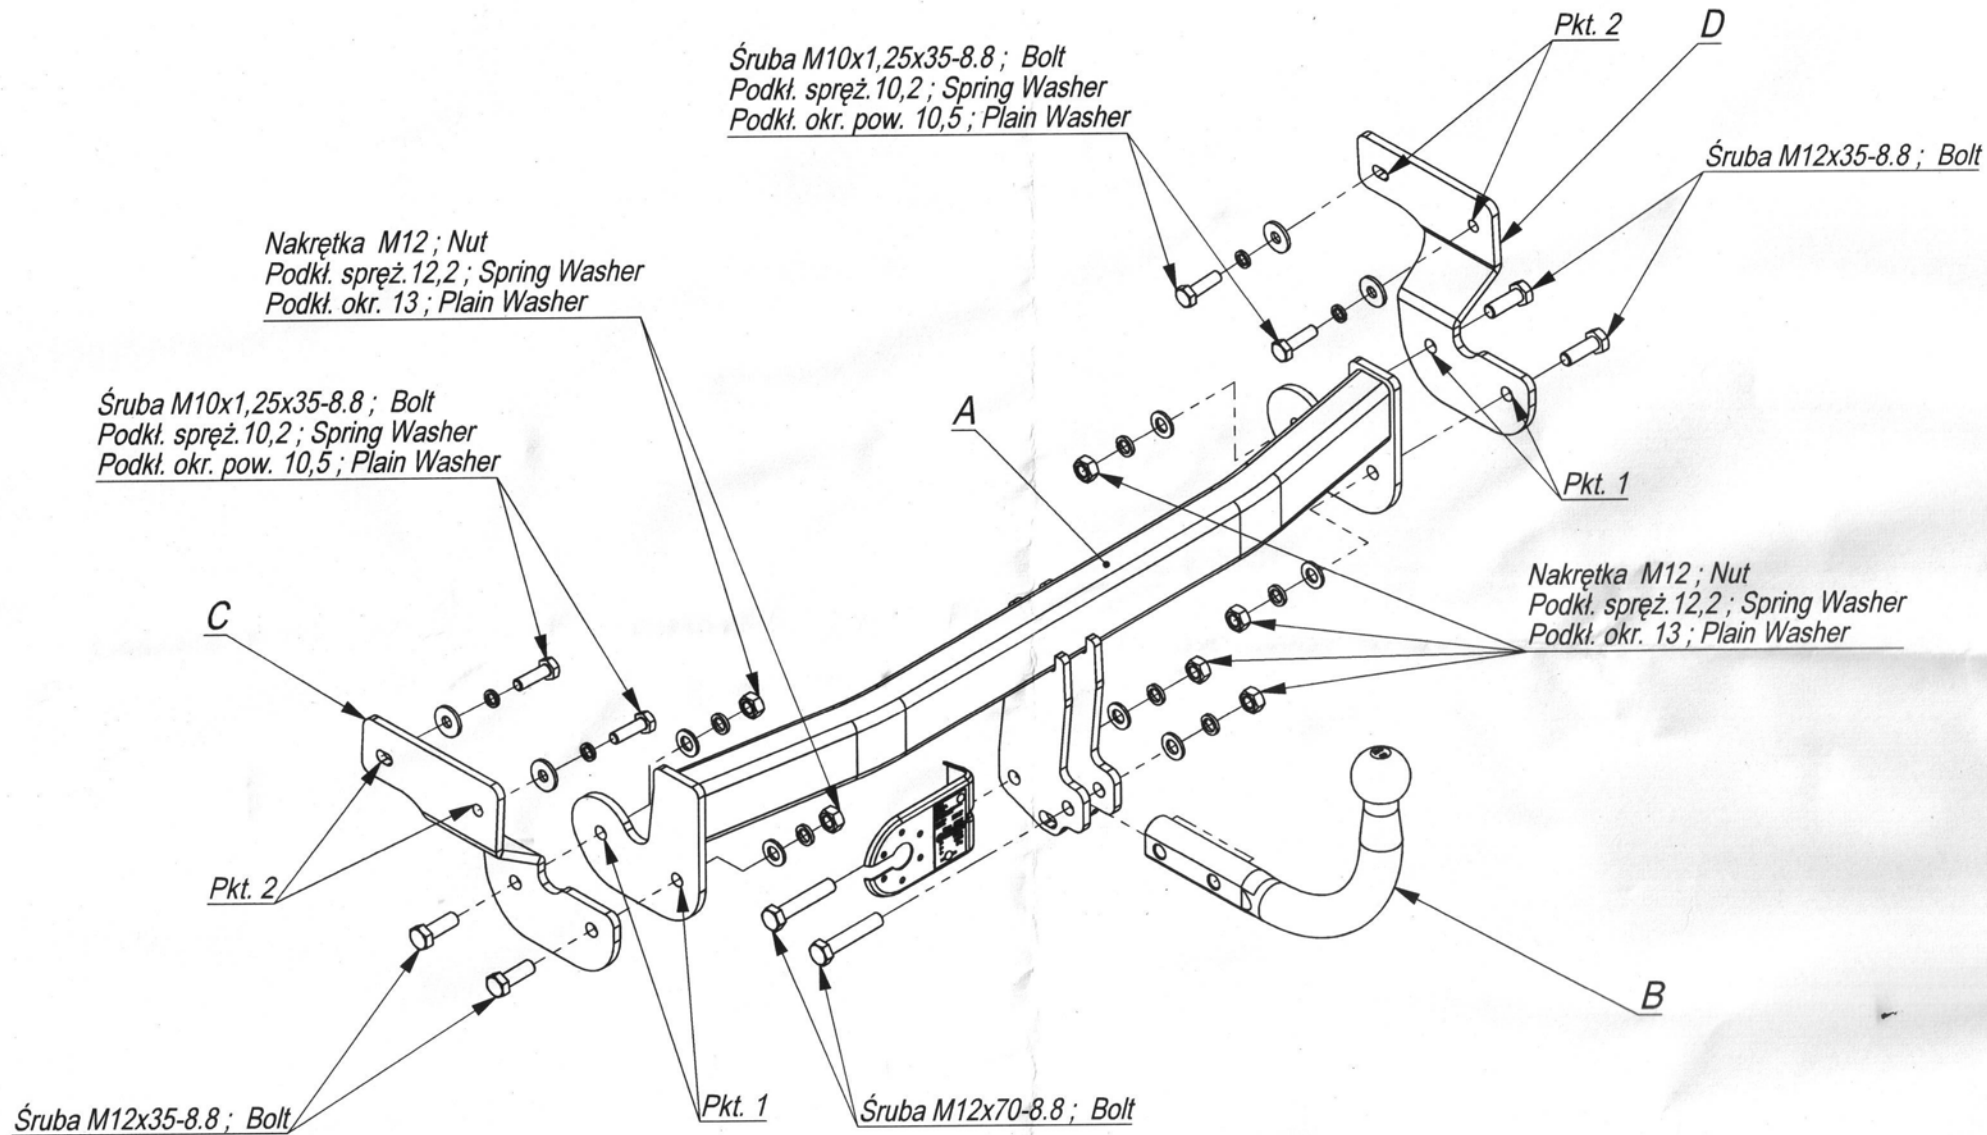 Pkt. 2
D
Śruba M10x1,25x35-8.8 ; Bolt
Podkł. spręż.10,2 ; Spring Washer
Podkł. okr. pow. 10,5 ; Plain Washer
Śruba M12x35-8.8 ; Bolt
Nakrętka M12 ; Nut
Podkł. spręż.12,2 ; Spring Washer
Podkł. okr. 13 ; Plain Washer
Śruba M10x1,25x35-8.8 ; Bolt
Podkł. spręż.10,2 ; Spring Washer
Podkł. okr. pow. 10,5 ; Plain Washer
A
Pkt. 1
Nakrętka M12 ; Nut
Podkł. spręż.12,2 ; Spring Washer
Podkł. okr. 13 ; Plain Washer
C
Pkt. 2
B
Śruba M12x35-8.8 ; Bolt
Pkt. 1
Śruba M12x70-8.8 ; Bolt